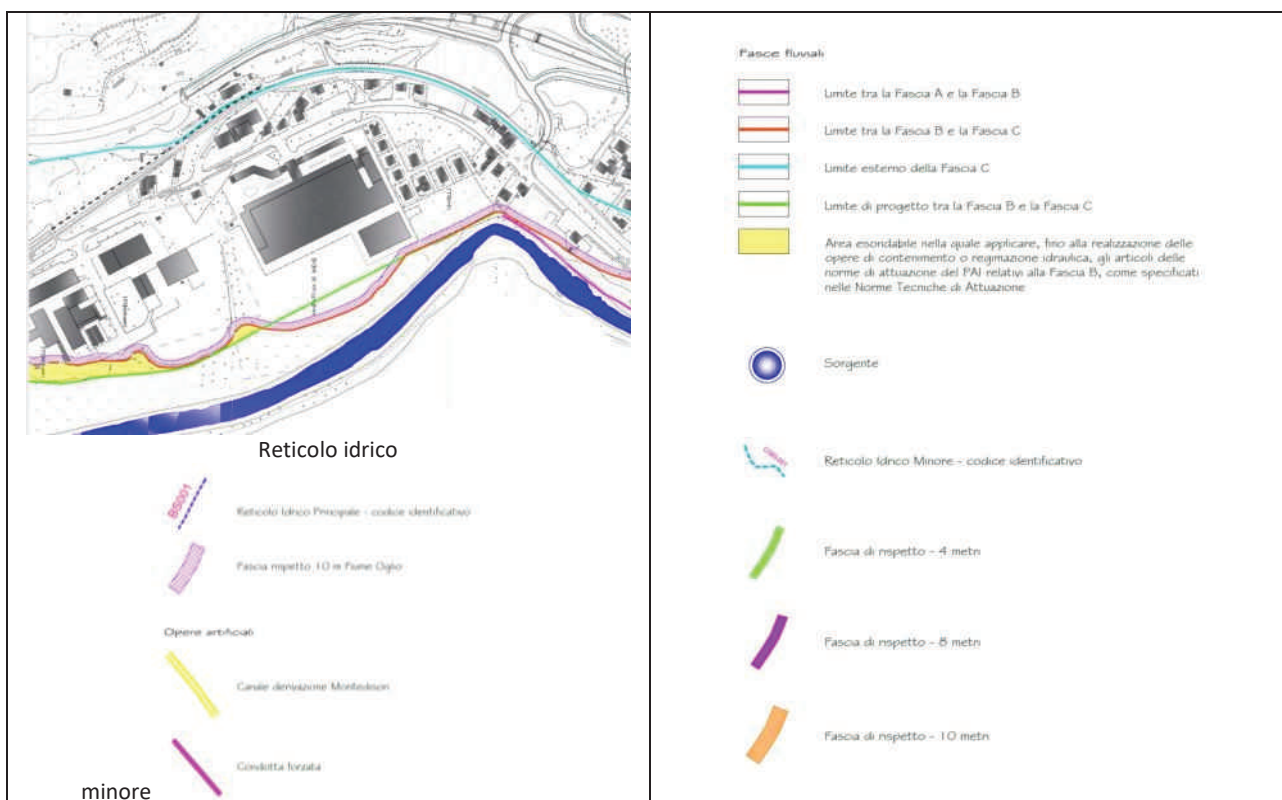 Reticolo idrico
BS001
Reticolo Idrico Principale - codice identificativo
Fascia rispetto 10 m Fiume Oglio
Opere artificiali
Canale derivazione Montedison
Condotta forzata
minore
Fasce fluviali
Limite tra la Fascia A e la Fascia B
Limite tra la Fascia B e la Fascia C
Limite esterno della Fascia C
Limite di progetto tra la Fascia B e la Fascia C
Area esondabile nella quale applicare, fino alla realizzazione delle
opere di contenimento o regimazione idraulica, gli articoli delle
norme di attuazione del PAI relativi alla Fascia B, come specificati
nelle Norme Tecniche di Attuazione
Sorgente
Reticolo Idrico Minore - codice identificativo
Fascia di rispetto - 4 metri
Fascia di rispetto - 8 metri
Fascia di rispetto - 10 metri